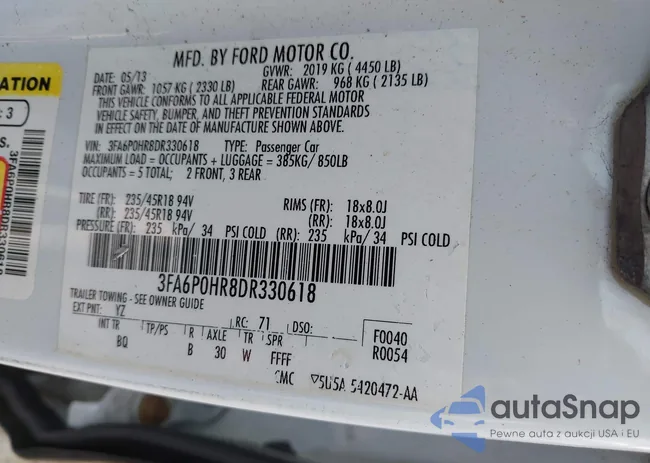 MFD. BY FORD MOTOR CO.
DATE: 05/13 GVWR: 2019 KG ( 4450 LB)
FRONT GAWR: 1057 KG ( 2330 LB) REAR GAWR: 968 KG ( 2135 LB)
THIS VEHICLE CONFORMS TO ALL APPLICABLE FEDERAL MOTOR
VEHICLE SAFETY, BUMPER, AND THEFT PREVENTION STANDARDS
IN EFFECT ON THE DATE OF MANUFACTURE SHOWN ABOVE.
VIN: 3FA6P0HR8DR330618 TYPE: Passenger Car
MAXIMUM LOAD = OCCUPANTS + LUGGAGE = 385KG/ 850LB
OCCUPANTS = 5 TOTAL; 2 FRONT, 3 REAR
TIRE (FR): 235/45R18 94V RIMS (FR): 18x8.0J
(RR): 235/45R18 94V (RR): 18x8.0J
PRESSURE (FR): 235 kPa/ 34 PSI COLD (RR): 235 kPa/ 34 PSI COLD
3FA6P0HR8DR330618
TRAILER TOWING - SEE OWNER GUIDE
EXT PNT: YZ RC: 71 DSO: F0040
INT TR TP/PS R AXLE TR SPR R0054
BQ B 30 W FFFF
5U5A 5420472-AA
ATION
: 3
S.
3FA6P0HR8DR330618
autaSnap
Pewne auta z aukcji USA i EU